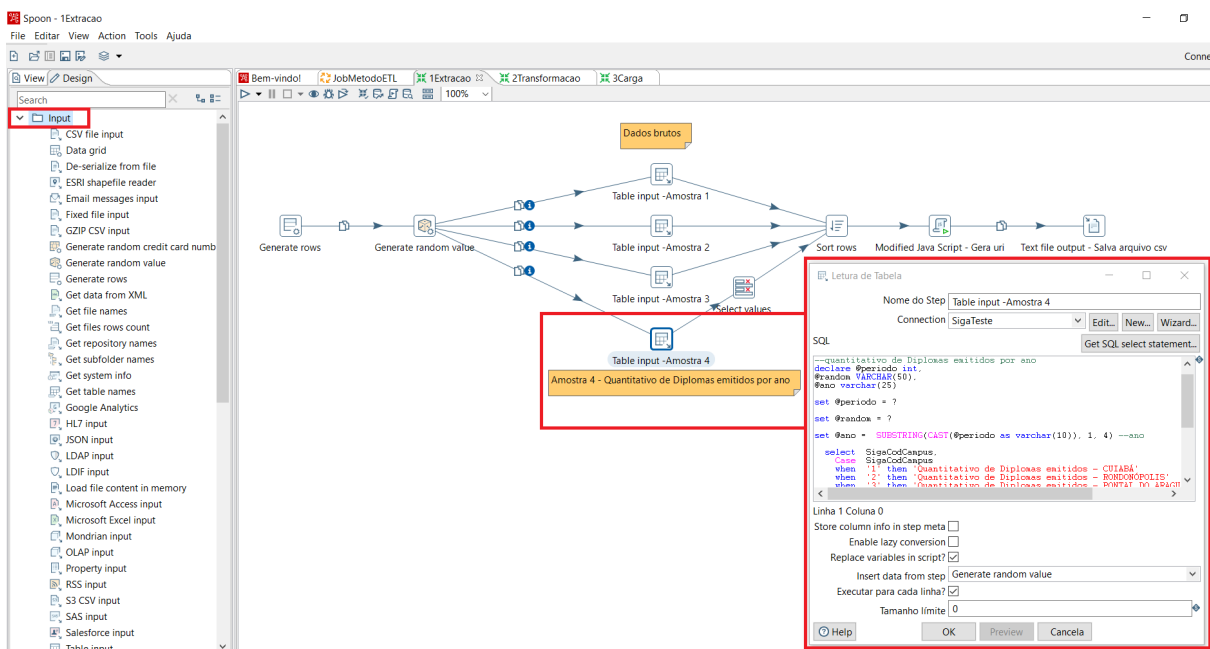 Spoon - 1Extracao
File Editar View Action Tools Ajuda
Conne
View Design
Bem-vindo! JobMetodoETL 1Extracao 2Transformacao 3Carga
Search
100%
Input
CSV file input
Data grid
De-serialize from file
ESRI shapefile reader
Email messages input
Fixed file input
GZIP CSV input
Generate random credit card numb
Generate random value
Generate rows
Get data from XML
Get file names
Get files rows count
Get repository names
Get subfolder names
Get system info
Get table names
Google Analytics
HL7 input
JSON input
LDAP input
LDIF input
Load file content in memory
Microsoft Access input
Microsoft Excel input
Mondrian input
OLAP input
Property input
RSS input
S3 CSV input
SAS input
Salesforce input
Table input
Dados brutos
Table input -Amostra 1
Generate rows
Generate random value
Table input -Amostra 2
Sort rows
Modified Java Script - Gera uri
Text file output - Salva arquivo csv
Table input -Amostra 3
Select values
Table input -Amostra 4
Amostra 4 - Quantitativo de Diplomas emitidos por ano
Letura de Tabela
Nome do Step Table input -Amostra 4
Connection SigaTeste Edit... New... Wizard...
SQL Get SQL select statement...
--quantitativo de Diplomas emitidos por ano
declare @periodo int,
@random VARCHAR(50),
@ano varchar(25)
set @periodo = ?
set @random = ?
set @ano = SUBSTRING(CAST(@periodo as varchar(10)), 1, 4) --ano
select SigaCodCampus,
Case SigaCodCampus
when '1' then 'Quantitativo de Diplomas emitidos - CUIABÁ'
when '2' then 'Quantitativo de Diplomas emitidos - RONDONÓPOLIS'
when '3' then 'Quantitativo de Diplomas emitidos - PONTAL DO ARAGU
Linha 1 Coluna 0
Store column info in step meta
Enable lazy conversion
Replace variables in script?
Insert data from step Generate random value
Executar para cada linha?
Tamanho límite 0
Help OK Preview Cancela